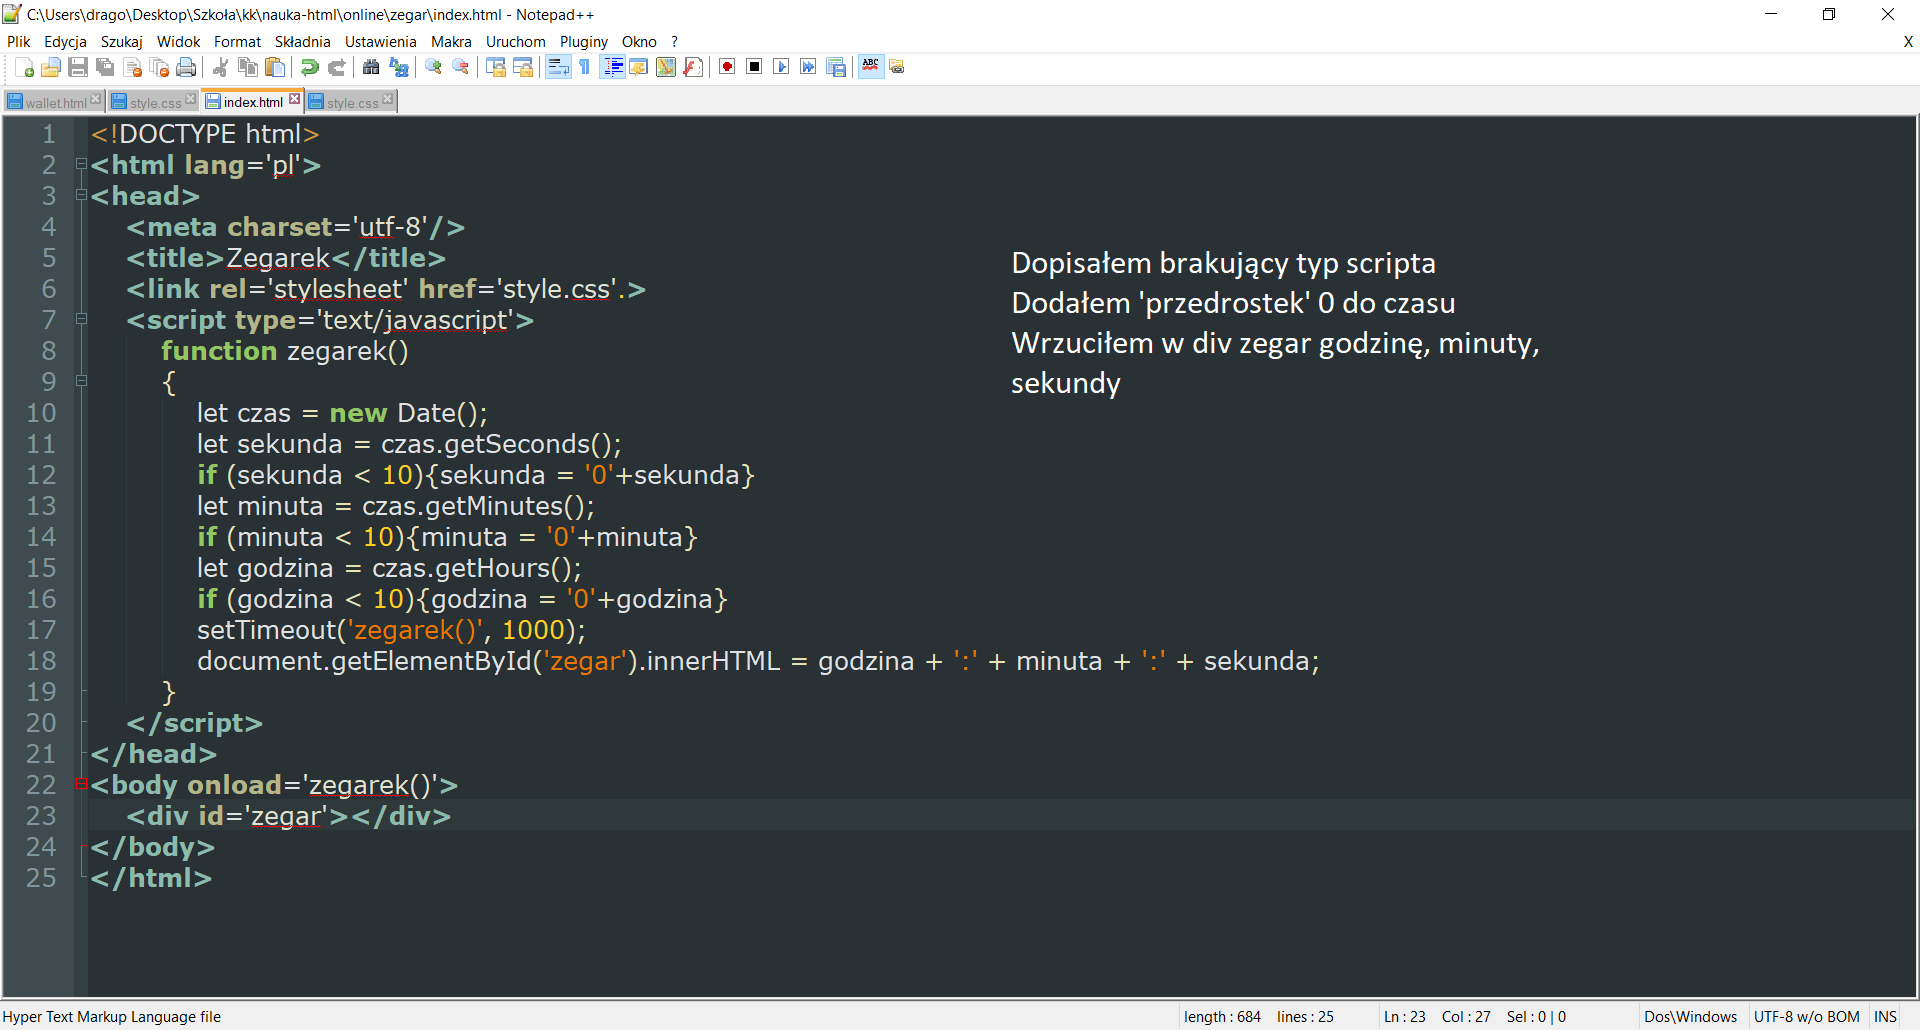 C:\Users\drago\Desktop\Szkoła\kk\nauka-html\online\zegar\index.html - Notepad++
Plik Edycja Szukaj Widok Format Składnia Ustawienia Makra Uruchom Pluginy Okno ? X
ABC
wallet.html style.css index.html style.css
1 <!DOCTYPE html>
2 <html lang='pl'>
3 <head>
4 <meta charset='utf-8'/>
5 <title>Zegarek</title>
6 <link rel='stylesheet' href='style.css'.>
7 <script type='text/javascript'>
8 function zegarek()
9 {
10 let czas = new Date();
11 let sekunda = czas.getSeconds();
12 if (sekunda < 10){sekunda = '0'+sekunda}
13 let minuta = czas.getMinutes();
14 if (minuta < 10){minuta = '0'+minuta}
15 let godzina = czas.getHours();
16 if (godzina < 10){godzina = '0'+godzina}
17 setTimeout('zegarek()', 1000);
18 document.getElementById('zegar').innerHTML = godzina + ':' + minuta + ':' + sekunda;
19 }
20 </script>
21 </head>
22 <body onload='zegarek()'>
23 <div id='zegar'></div>
24 </body>
25 </html>
Dopisałem brakujący typ scripta
Dodałem 'przedrostek' 0 do czasu
Wrzuciłem w div zegar godzinę, minuty,
sekundy
Hyper Text Markup Language file length : 684 lines : 25 Ln : 23 Col : 27 Sel : 0 | 0 Dos\Windows UTF-8 w/o BOM INS